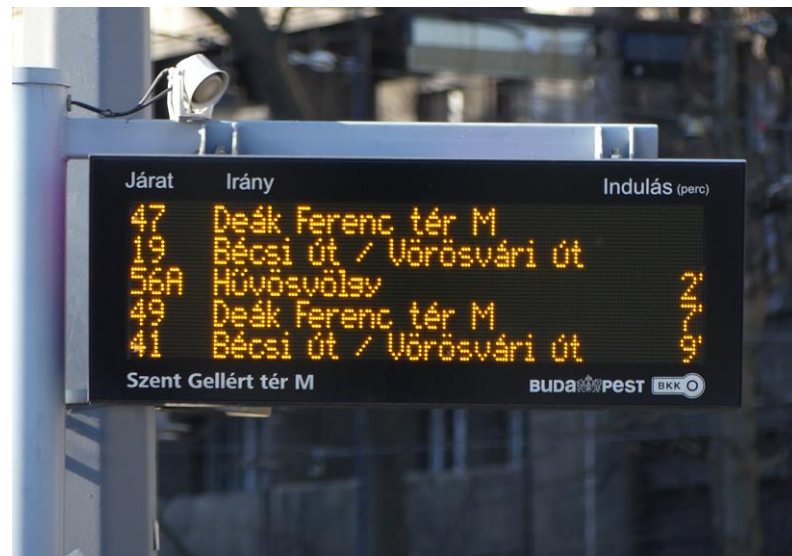 Járat Irány Indulás (perc)
47 Deák Ferenc tér M
19 Bécsi út / Vörösvári út
56A Hűvösvölgy 2'
49 Deák Ferenc tér M 7'
41 Bécsi út / Vörösvári út 9'
Szent Gellért tér M BUDAPEST BKK